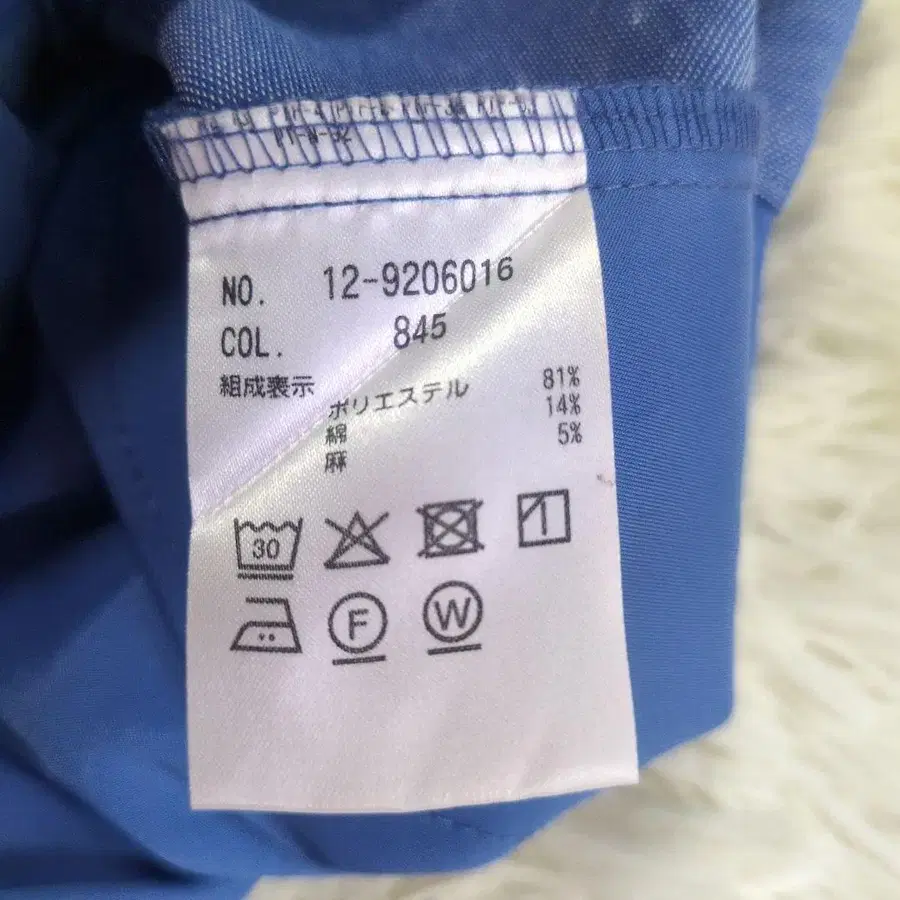 NO. 12-9206016
COL. 845
組成表示
ポリエステル 81%
綿 14%
麻 5%
30
F W